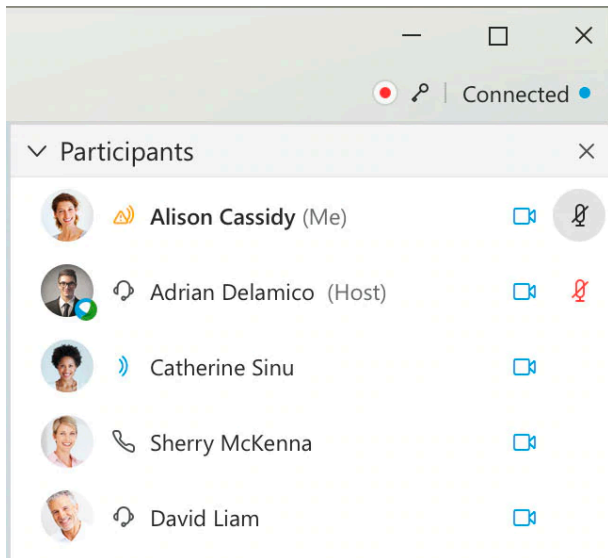 Connected
Participants
Alison Cassidy (Me)
Adrian Delamico (Host)
Catherine Sinu
Sherry McKenna
David Liam